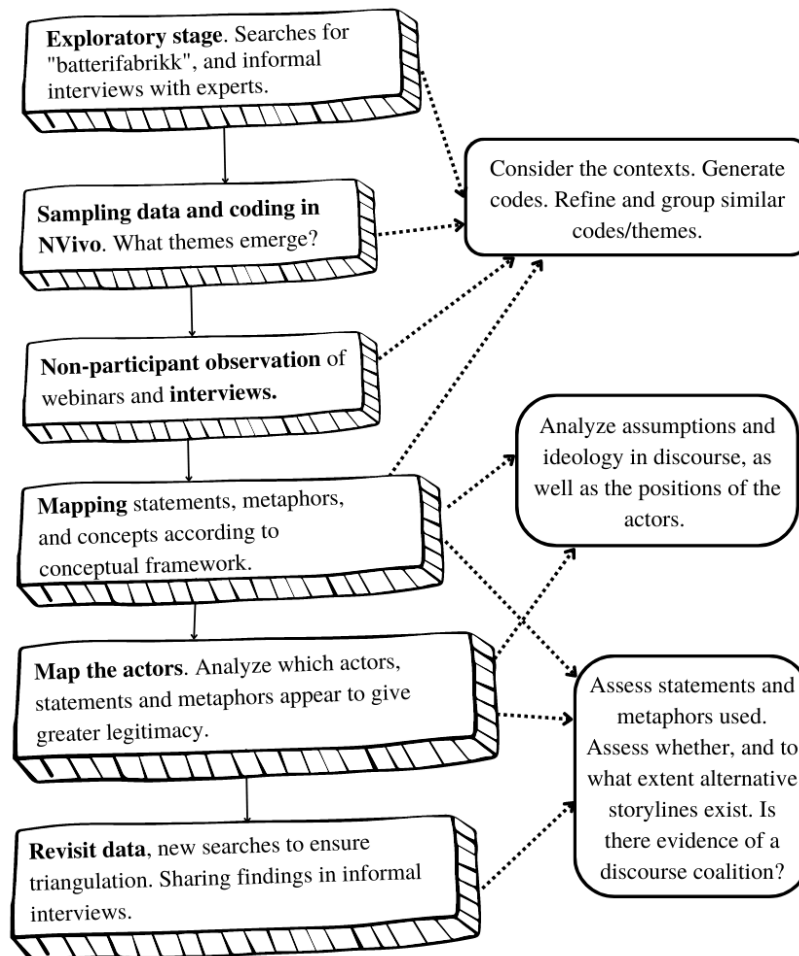 Exploratory stage. Searches for
"batterifabrikk", and informal
interviews with experts.
Consider the contexts. Generate
codes. Refine and group similar
codes/themes.
Sampling data and coding in
NVivo. What themes emerge?
Non-participant observation of
webinars and interviews.
Analyze assumptions and
ideology in discourse, as
well as the positions of the
actors.
Mapping statements, metaphors,
and concepts according to
conceptual framework.
Map the actors. Analyze which actors,
statements and metaphors appear to give
greater legitimacy.
Assess statements and
metaphors used.
Assess whether, and to
what extent alternative
storylines exist. Is
there evidence of a
discourse coalition?
Revisit data, new searches to ensure
triangulation. Sharing findings in informal
interviews.